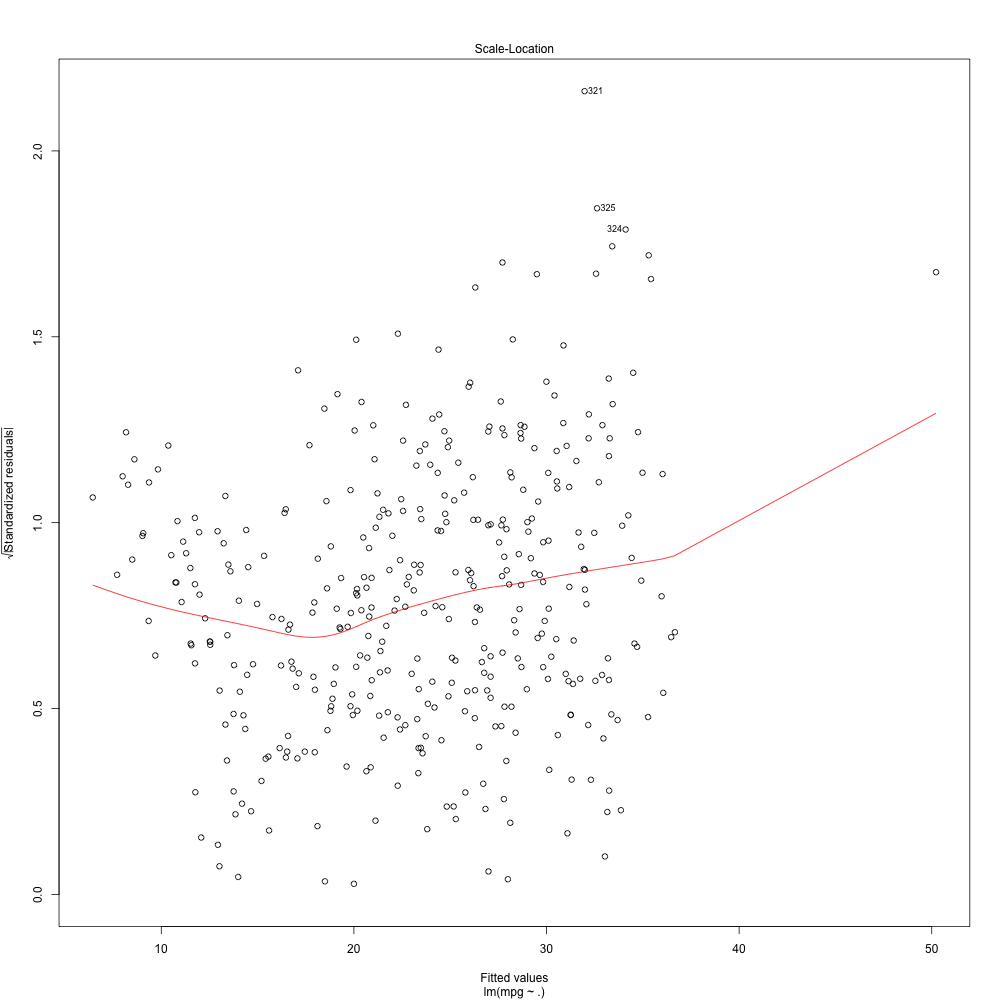 Scale-Location
321
325
324
2.0
1.5
1.0
0.5
0.0
√|Standardized residuals|
10 20 30 40 50
Fitted values
lm(mpg ~ .)